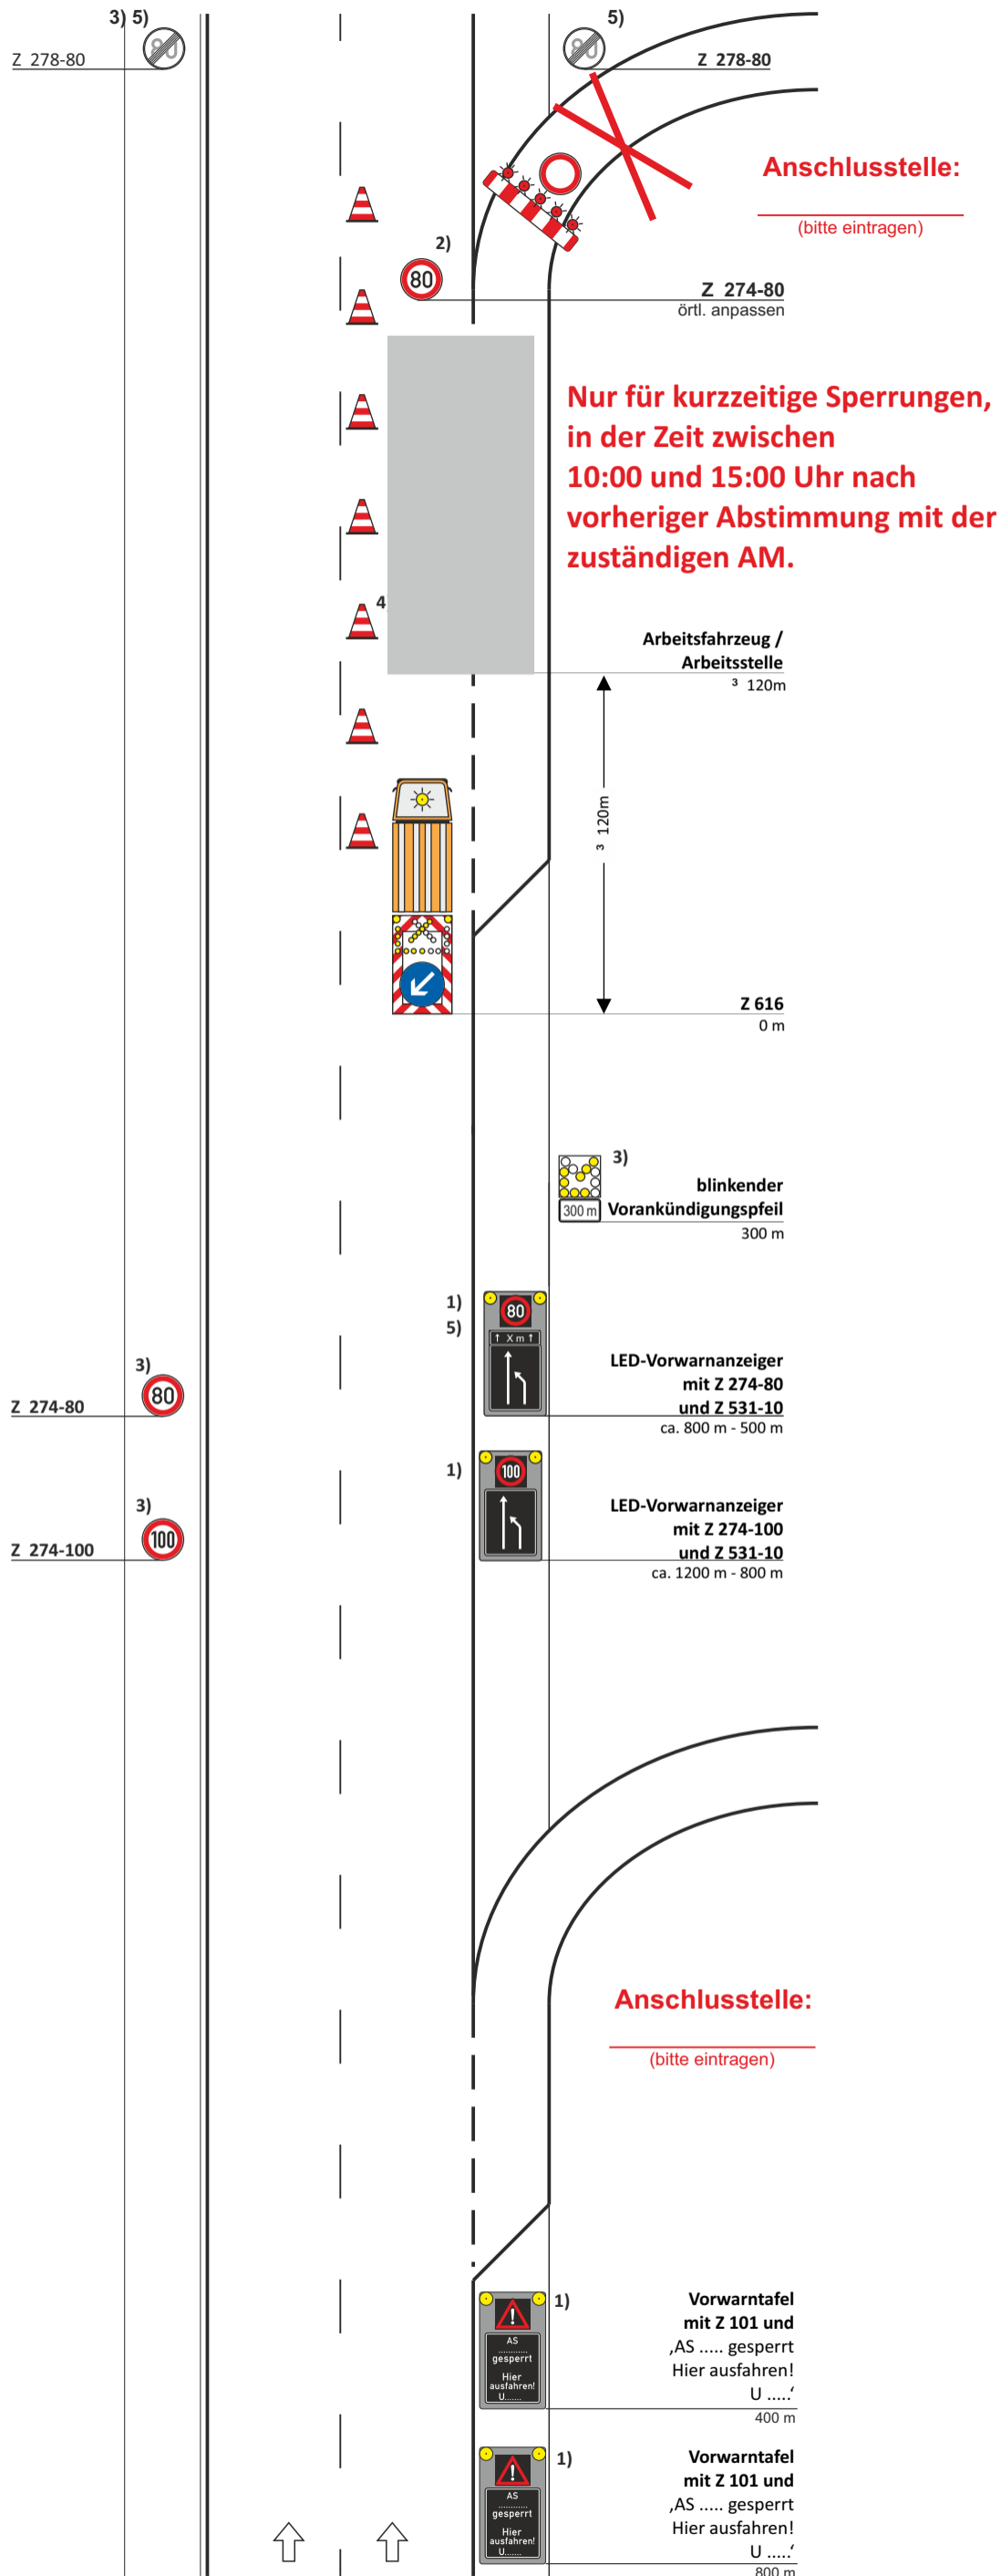 3) 5)
80
Z 278-80
5)
80
Z 278-80
Anschlusstelle:
(bitte eintragen)
2)
80
Z 274-80
örtl. anpassen
Nur für kurzzeitige Sperrungen,
in der Zeit zwischen
10:00 und 15:00 Uhr nach
vorheriger Abstimmung mit der
zuständigen AM.
4
Arbeitsfahrzeug /
Arbeitsstelle
³ 120m
³ 120m
Z 616
0 m
3)
300 m
blinkender
Vorankündigungspfeil
300 m
1)
5)
80
↑ X m ↑
LED-Vorwarnanzeiger
mit Z 274-80
und Z 531-10
ca. 800 m - 500 m
3)
80
Z 274-80
1)
100
LED-Vorwarnanzeiger
mit Z 274-100
und Z 531-10
ca. 1200 m - 800 m
3)
100
Z 274-100
Anschlusstelle:
(bitte eintragen)
1)
!
AS
............
gesperrt
Hier
ausfahren!
U.......
Vorwarntafel
mit Z 101 und
‚AS ..... gesperrt
Hier ausfahren!
U .....‘
400 m
1)
!
AS
............
gesperrt
Hier
ausfahren!
U.......
Vorwarntafel
mit Z 101 und
‚AS ..... gesperrt
Hier ausfahren!
U .....‘
800 m